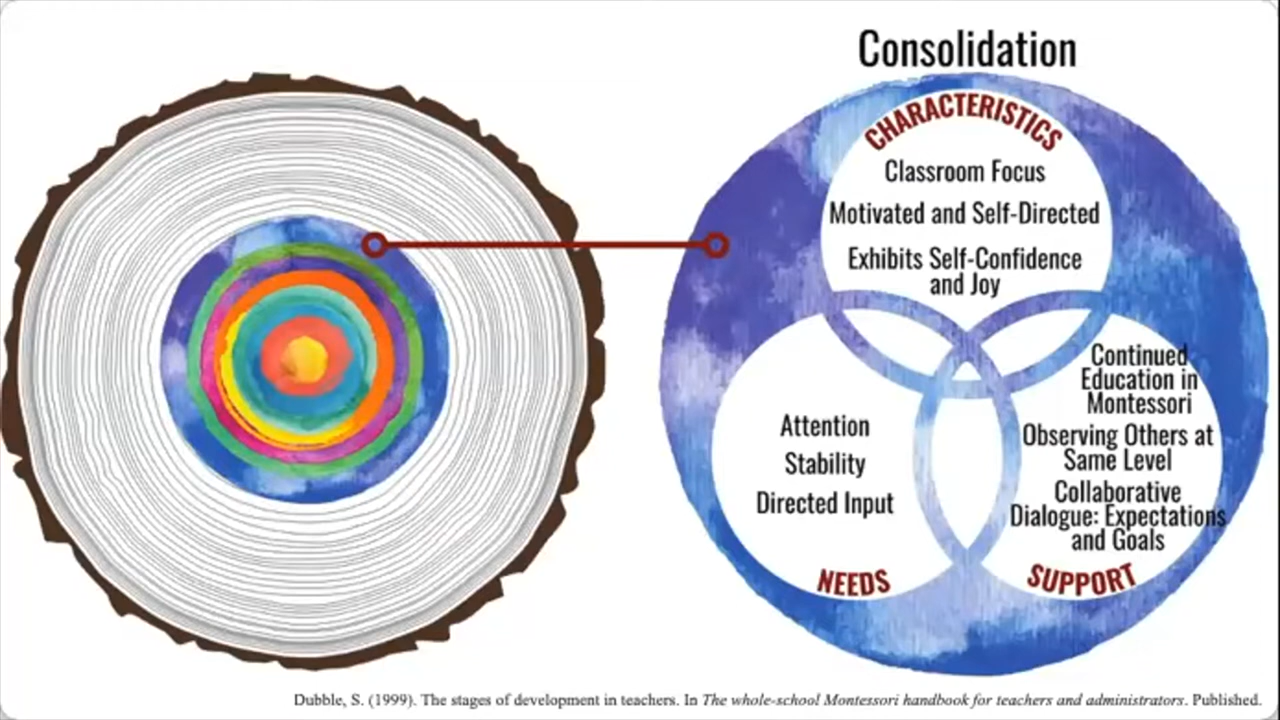 Consolidation
CHARACTERISTICS
Classroom Focus
Motivated and Self-Directed
Exhibits Self-Confidence
and Joy
Attention
Stability
Directed Input
NEEDS
Continued
Education in
Montessori
Observing Others at
Same Level
Collaborative
Dialogue: Expectations
and Goals
SUPPORT
Dubble, S. (1999). The stages of development in teachers. In The whole-school Montessori handbook for teachers and administrators. Published.